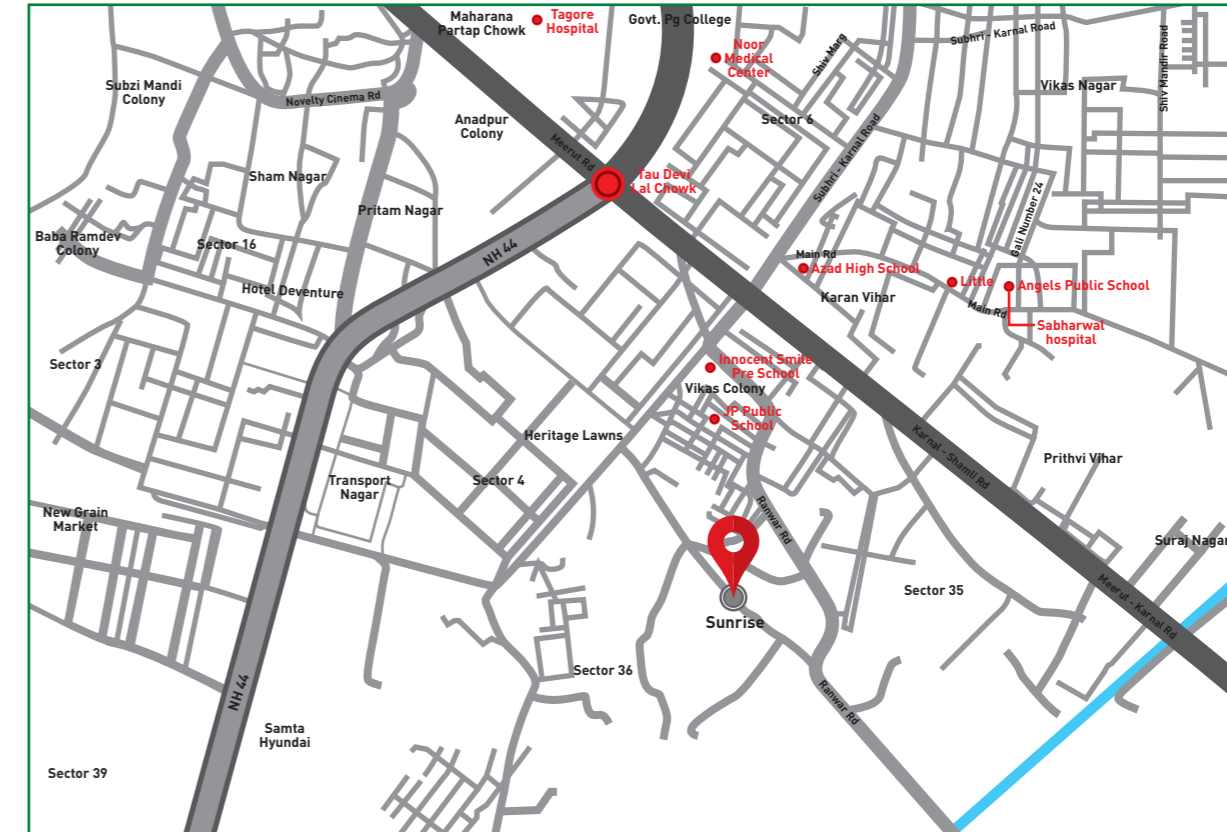 Maharana
Partap Chowk
Tagore
Hospital
Govt. Pg College
Noor
Medical
Center
Shiv Marg
Subhri - Karnal Road
Shiv Mandir Road
Subzi Mandi
Colony
Novelty Cinema Rd
Vikas Nagar
Anadpur
Colony
Sector 6
Meerut Rd
Subhri - Karnal Road
Sham Nagar
Tau Devi
Lal Chowk
Pritam Nagar
Gali Number 24
Baba Ramdev
Colony
Sector 16
NH 44
Main Rd
Azad High School
Hotel Deventure
Karan Vihar
Little
Angels Public School
Main Rd
Sabharwal
hospital
Sector 3
Innocent Smile
Pre School
Vikas Colony
JP Public
School
Heritage Lawns
Karnal - Shamli Rd
Prithvi Vihar
Transport
Nagar
Sector 4
New Grain
Market
Ranwar Rd
Suraj Nagar
Sector 35
Meerut - Karnal Rd
Sunrise
Sector 36
NH 44
Ranwar Rd
Samta
Hyundai
Sector 39